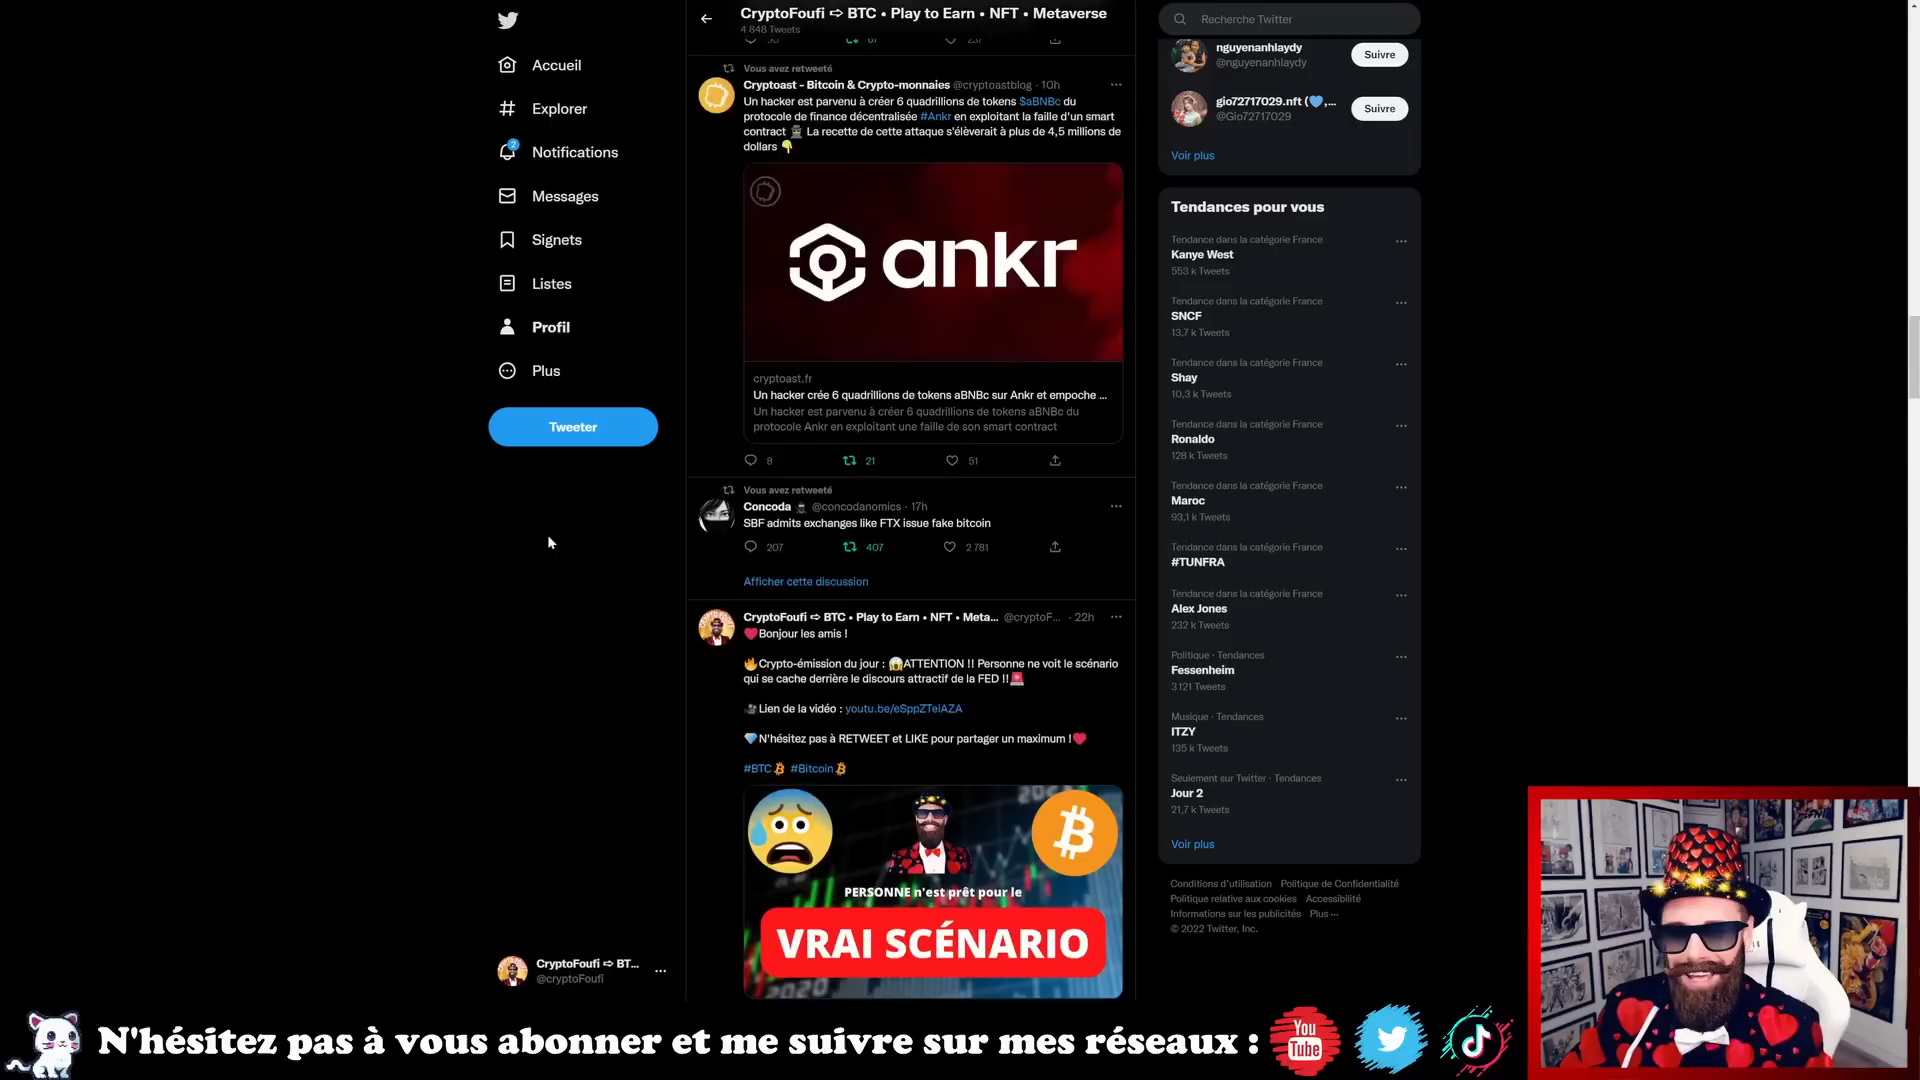 CryptoFoufi ➪ BTC • Play to Earn • NFT • Metaverse
4 848 Tweets
Accueil
Explorer
2
Notifications
Messages
Signets
Listes
Profil
Plus
Tweeter
CryptoFoufi ➪ BT...
@cryptoFoufi
Vous avez retweeté
Cryptoast - Bitcoin & Crypto-monnaies @cryptoastblog · 10h
Un hacker est parvenu à créer 6 quadrillions de tokens $aBNBc du
protocole de finance décentralisée #Ankr en exploitant la faille d'un smart
contract 🕵 La recette de cette attaque s'élèverait à plus de 4,5 millions de
dollars 👇
ankr
cryptoast.fr
Un hacker crée 6 quadrillions de tokens aBNBc sur Ankr et empoche ...
Un hacker est parvenu à créer 6 quadrillions de tokens aBNBc du
protocole Ankr en exploitant une faille de son smart contract
8 21 51
Vous avez retweeté
Concoda @concodanomics · 17h
SBF admits exchanges like FTX issue fake bitcoin
207 407 2 781
Afficher cette discussion
CryptoFoufi ➪ BTC • Play to Earn • NFT • Meta... @cryptoF... · 22h
❤Bonjour les amis !
🔥Crypto-émission du jour : 😱ATTENTION !! Personne ne voit le scénario
qui se cache derrière le discours attractif de la FED !!🚨
🎥Lien de la vidéo : youtu.be/eSppZTeiAZA
💎N'hésitez pas à RETWEET et LIKE pour partager un maximum !❤
#BTC #Bitcoin
PERSONNE n'est prêt pour le
VRAI SCÉNARIO
Recherche Twitter
nguyenanhlaydy
@nguyenanhlaydy
Suivre
gio72717029.nft (💙,...
@Gio72717029
Suivre
Voir plus
Tendances pour vous
Tendance dans la catégorie France
Kanye West
553 k Tweets
Tendance dans la catégorie France
SNCF
13,7 k Tweets
Tendance dans la catégorie France
Shay
10,3 k Tweets
Tendance dans la catégorie France
Ronaldo
128 k Tweets
Tendance dans la catégorie France
Maroc
93,1 k Tweets
Tendance dans la catégorie France
#TUNFRA
Tendance dans la catégorie France
Alex Jones
232 k Tweets
Politique · Tendances
Fessenheim
3 121 Tweets
Musique · Tendances
ITZY
135 k Tweets
Seulement sur Twitter · Tendances
Jour 2
21,7 k Tweets
Voir plus
Conditions d'utilisation Politique de Confidentialité
Politique relative aux cookies Accessibilité
Informations sur les publicités Plus ...
© 2022 Twitter, Inc.
N'hésitez pas à vous abonner et me suivre sur mes réseaux :
You
Tube